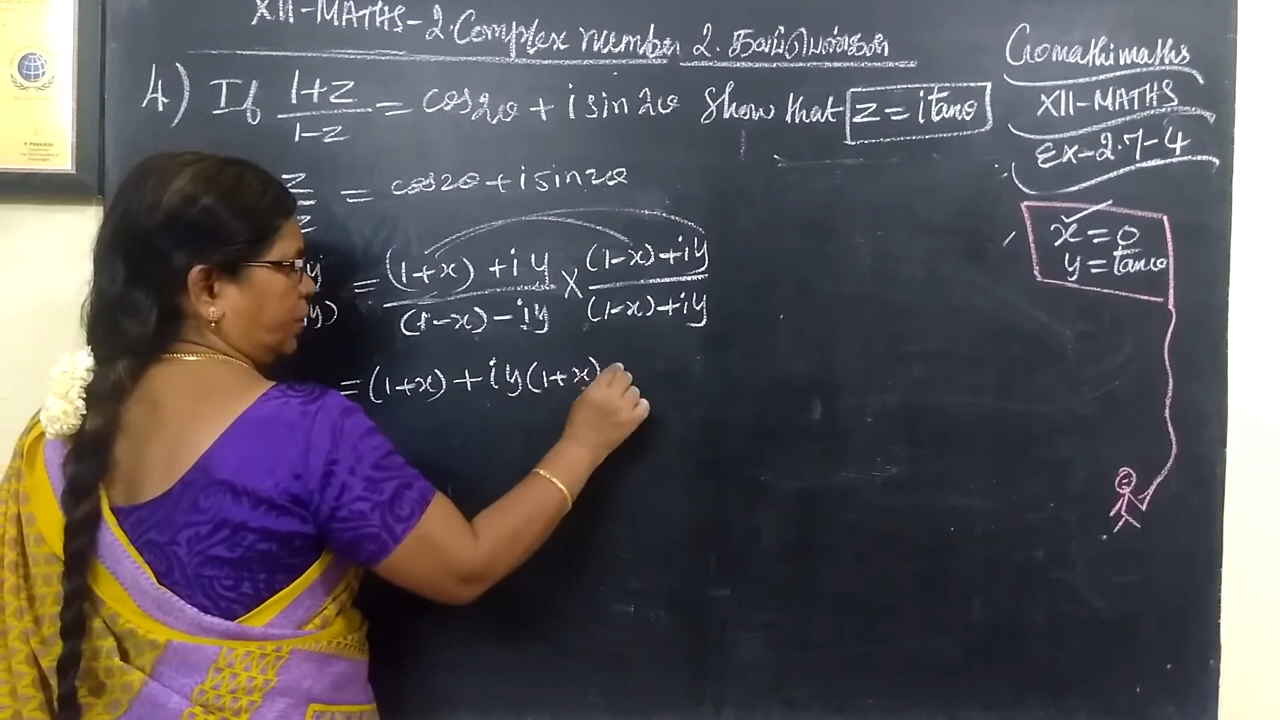 XII-MATHS-2. Complex number 2. கலப்பெண்கள்
4) If 1+z/1-z = cos2θ + i sin2θ Show that z = i tanθ
z/z = cos2θ + i sin2θ
y/y) = (1+x) + iy/(1-x) - iy × (1-x) + iy/(1-x) + iy
= (1+x) + iy(1+x)
Gomathimaths
XII-MATHS
Ex-2.7-4
x = 0
y = tanθ
P PRAKASH